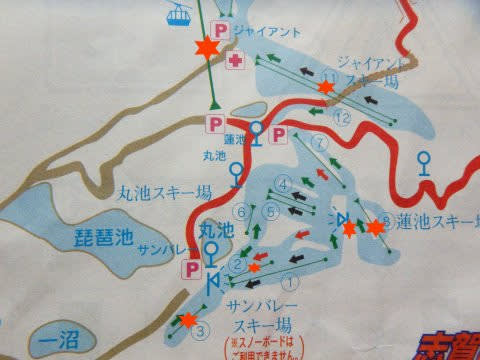 P
ジャイアント
ジャイアント
スキー場
⑪
⑫
P
蓮池
P
⑦
丸池
丸池スキー場
④
⑤
⑥
琵琶池
サンバレー
丸池
蓮池スキー場
⑧
P
②
①
サンバレー
スキー場
③
一沼
※スノーボードは
ご利用できません。
志賀